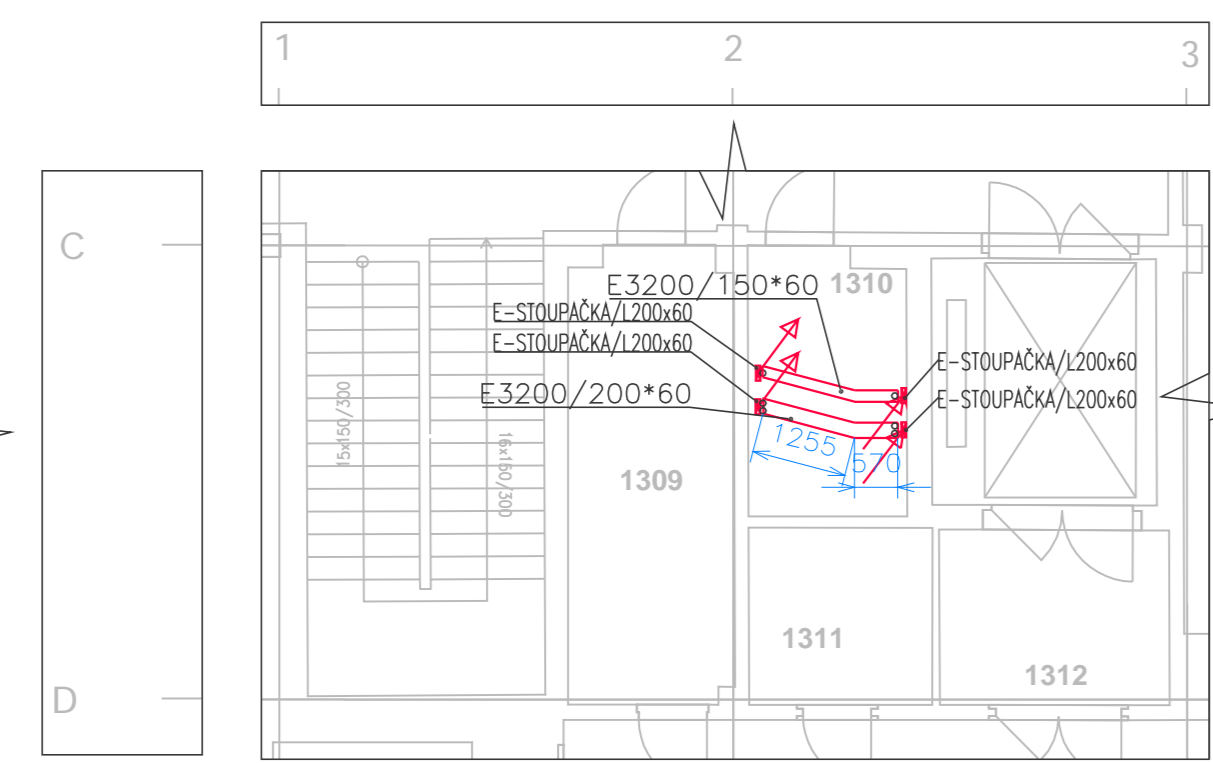 1
2
3
C
D
E3200/150*60
1310
E-STOUPAČKA/L200x60
E-STOUPAČKA/L200x60
E-STOUPAČKA/L200x60
E3200/200*60
E-STOUPAČKA/L200x60
15x150/300
16x160/300
1255
570
1309
1311
1312